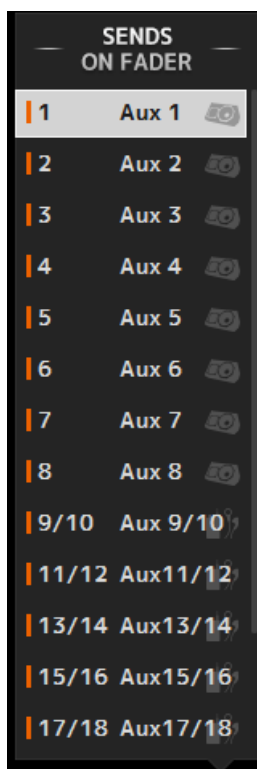 SENDS
ON FADER
1 Aux 1
2 Aux 2
3 Aux 3
4 Aux 4
5 Aux 5
6 Aux 6
7 Aux 7
8 Aux 8
9/10 Aux 9/10
11/12 Aux11/12
13/14 Aux13/14
15/16 Aux15/16
17/18 Aux17/18